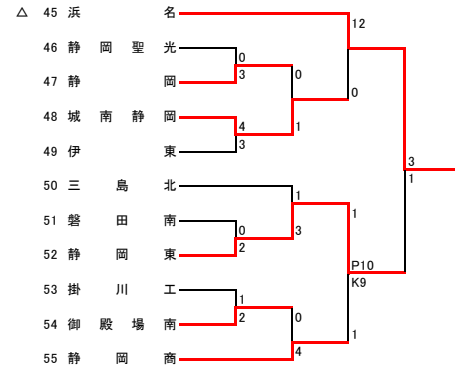 △ 45 浜名
12
46 静岡聖光
0
47 静岡
3
0
0
48 城南静岡
4
1
49 伊東
3
3
1
50 三島北
1
51 磐田南
0
1
52 静岡東
2
3
P10
K9
53 掛川工
1
54 御殿場南
2
0
1
55 静岡商
4